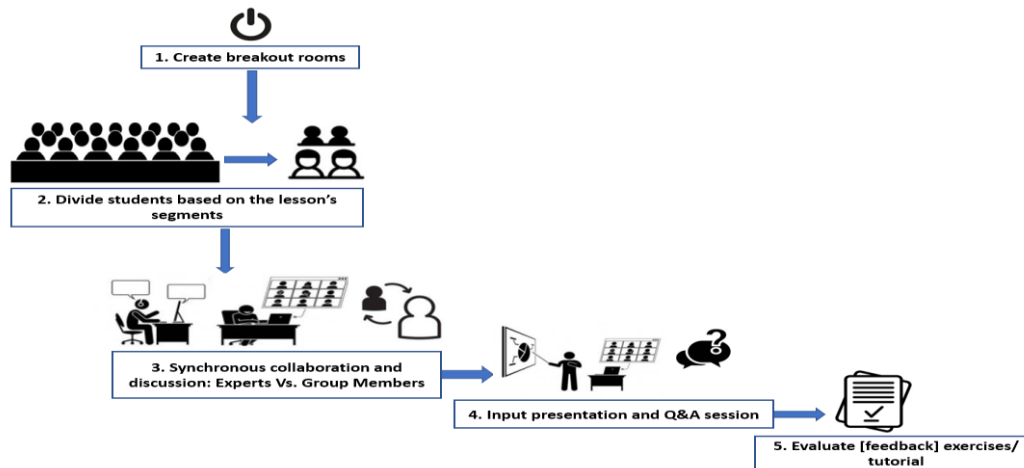 1. Create breakout rooms
2. Divide students based on the lesson's
segments
3. Synchronous collaboration and
discussion: Experts Vs. Group Members
?
4. Input presentation and Q&A session
5. Evaluate [feedback] exercises/
tutorial